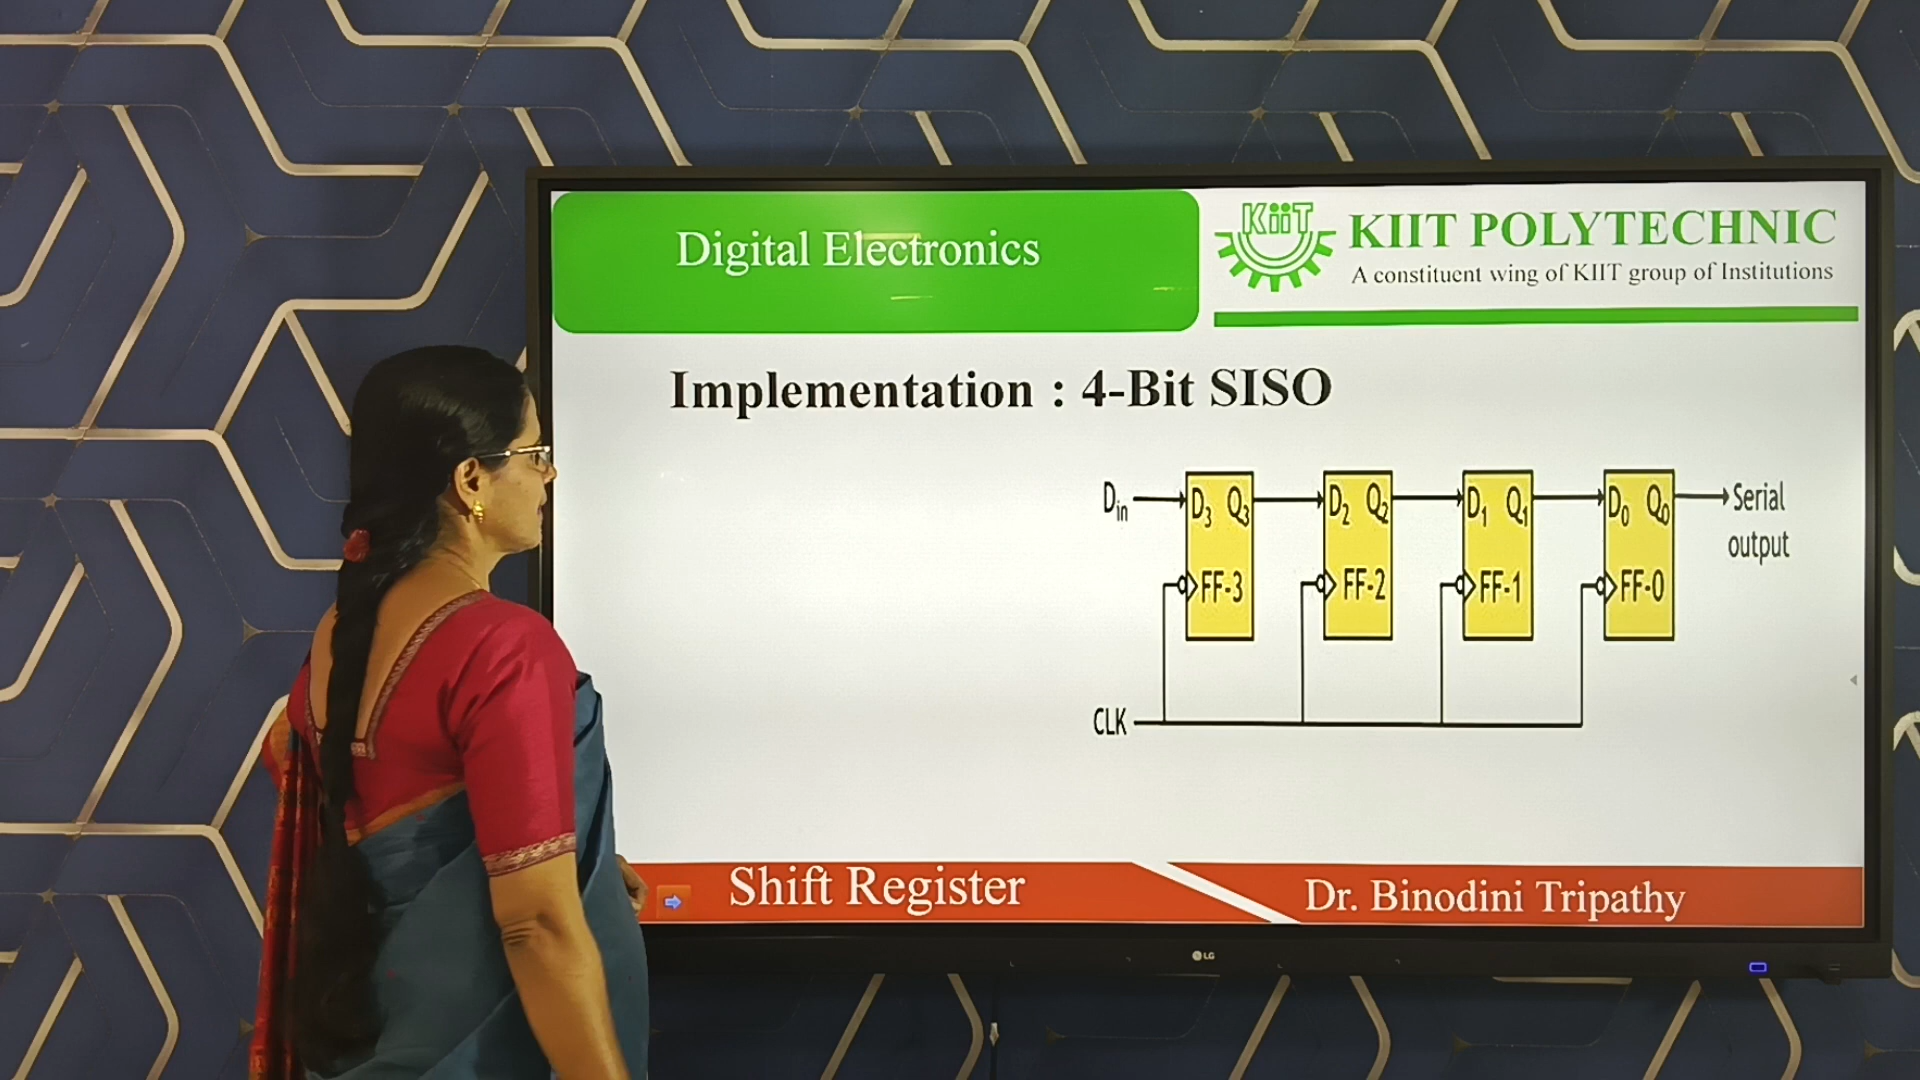 Digital Electronics
KiiT
KIIT POLYTECHNIC
A constituent wing of KIIT group of Institutions
Implementation : 4-Bit SISO
Din D3 Q3 D2 Q2 D1 Q1 D0 Q0 Serial
output
FF-3 FF-2 FF-1 FF-0
CLK
Shift Register
Dr. Binodini Tripathy
LG